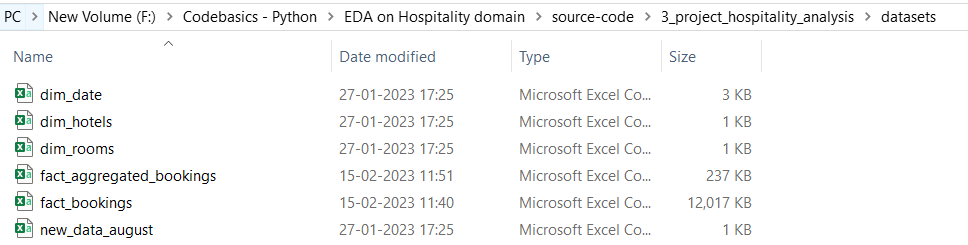 PC > New Volume (F:) > Codebasics - Python > EDA on Hospitality domain > source-code > 3_project_hospitality_analysis > datasets
Name Date modified Type Size
dim_date 27-01-2023 17:25 Microsoft Excel Co... 3 KB
dim_hotels 27-01-2023 17:25 Microsoft Excel Co... 1 KB
dim_rooms 27-01-2023 17:25 Microsoft Excel Co... 1 KB
fact_aggregated_bookings 15-02-2023 11:51 Microsoft Excel Co... 237 KB
fact_bookings 15-02-2023 11:40 Microsoft Excel Co... 12,017 KB
new_data_august 27-01-2023 17:25 Microsoft Excel Co... 1 KB